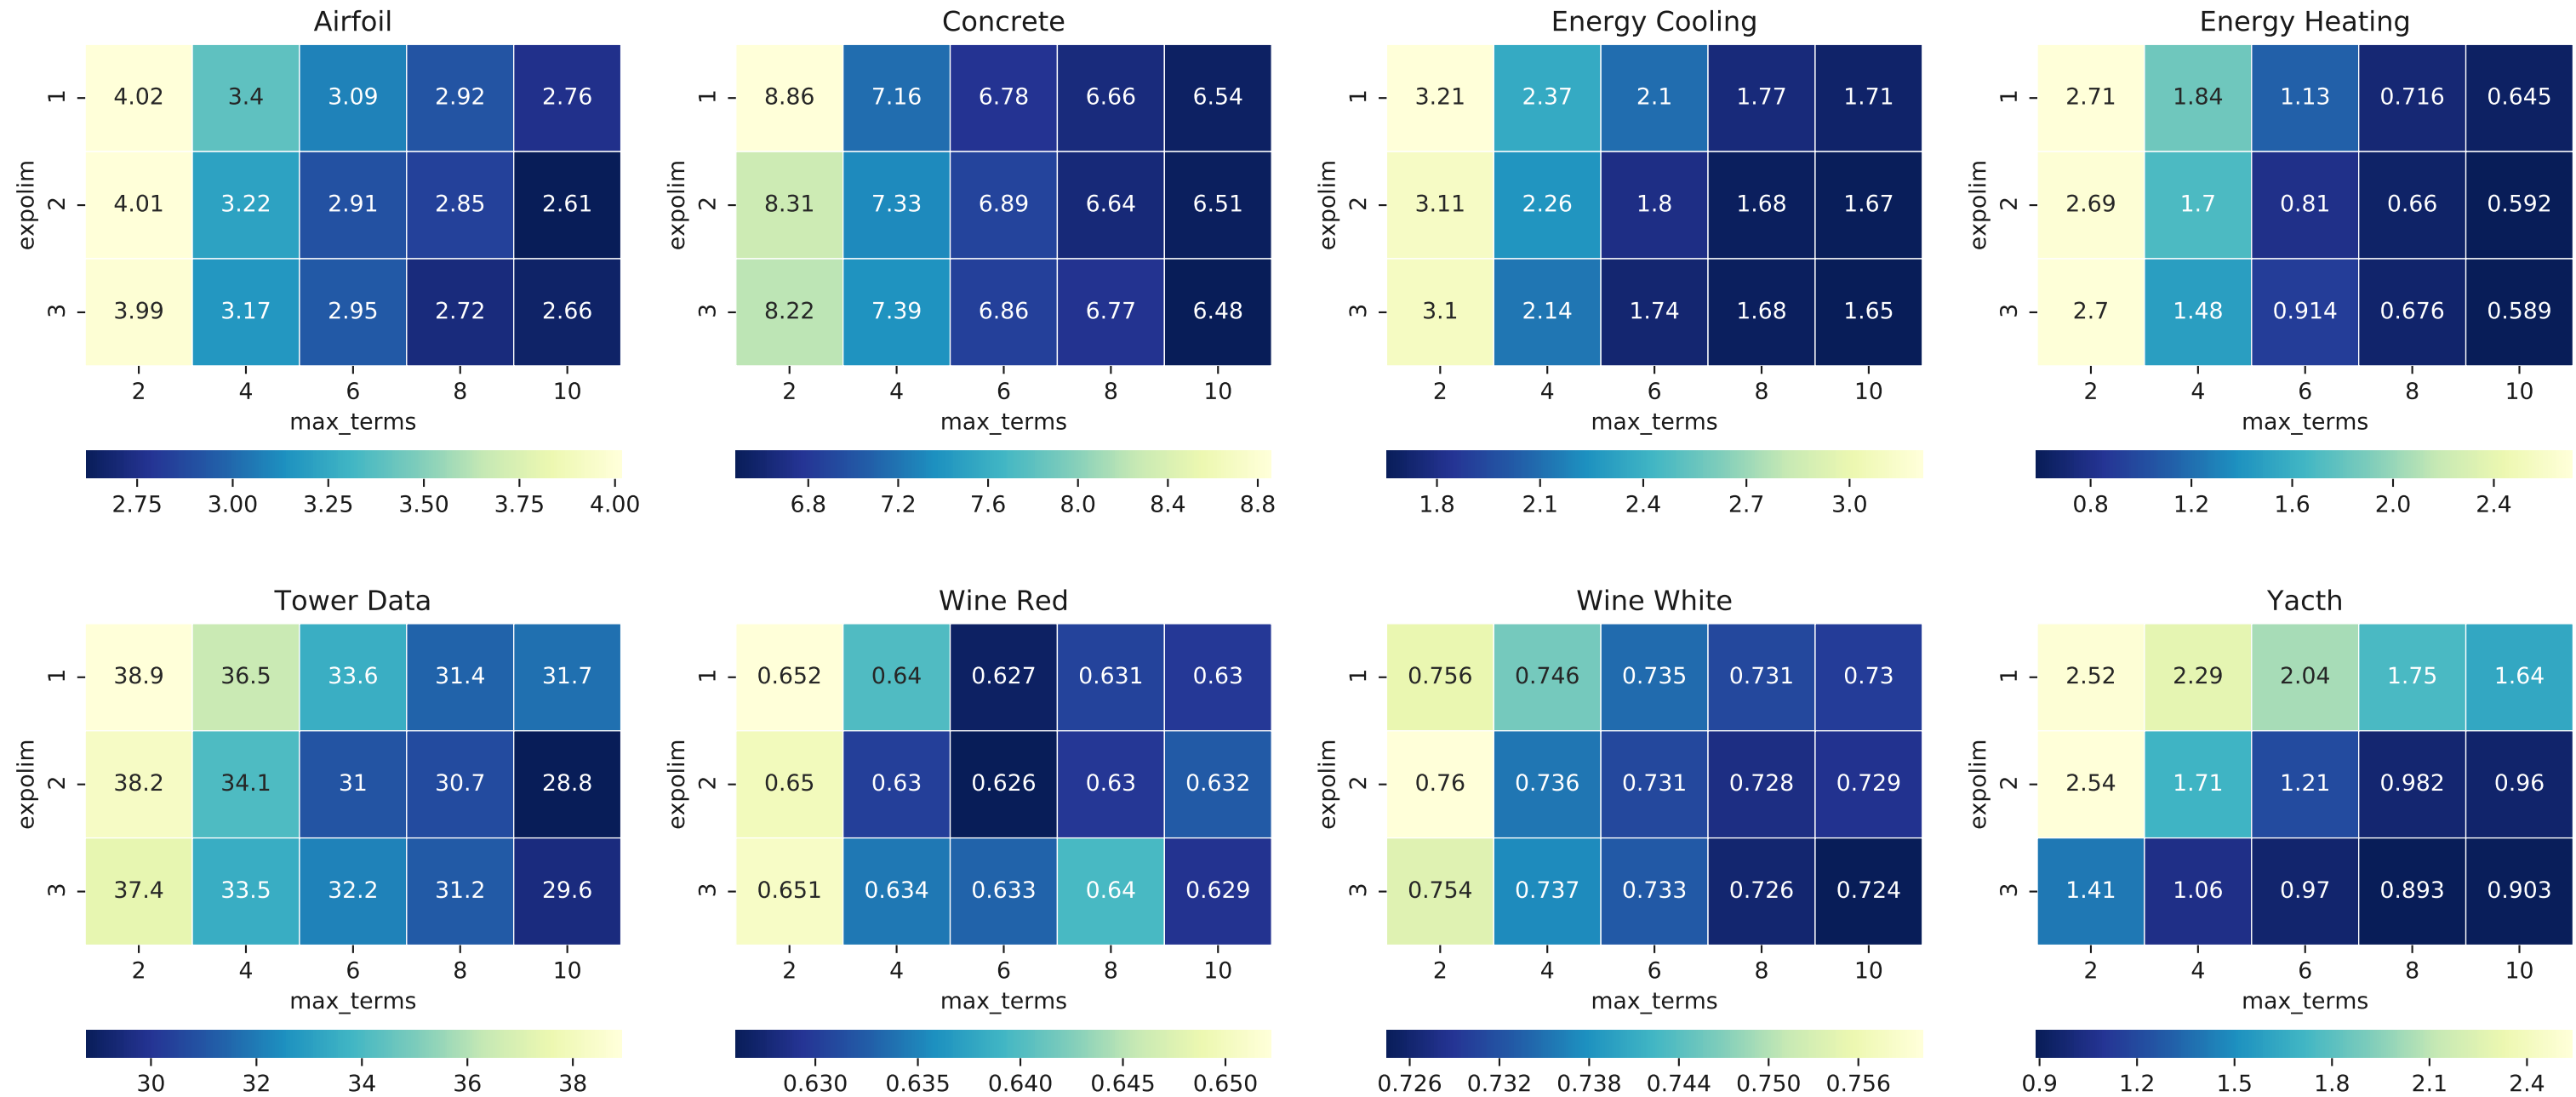 Airfoil Concrete Energy Cooling Energy Heating
1 4.02 3.4 3.09 2.92 2.76
2 4.01 3.22 2.91 2.85 2.61
3 3.99 3.17 2.95 2.72 2.66
expolim
2 4 6 8 10
max_terms
2.75 3.00 3.25 3.50 3.75 4.00
1 8.86 7.16 6.78 6.66 6.54
2 8.31 7.33 6.89 6.64 6.51
3 8.22 7.39 6.86 6.77 6.48
expolim
2 4 6 8 10
max_terms
6.8 7.2 7.6 8.0 8.4 8.8
1 3.21 2.37 2.1 1.77 1.71
2 3.11 2.26 1.8 1.68 1.67
3 3.1 2.14 1.74 1.68 1.65
expolim
2 4 6 8 10
max_terms
1.8 2.1 2.4 2.7 3.0
1 2.71 1.84 1.13 0.716 0.645
2 2.69 1.7 0.81 0.66 0.592
3 2.7 1.48 0.914 0.676 0.589
expolim
2 4 6 8 10
max_terms
0.8 1.2 1.6 2.0 2.4
Tower Data Wine Red Wine White Yacth
1 38.9 36.5 33.6 31.4 31.7
2 38.2 34.1 31 30.7 28.8
3 37.4 33.5 32.2 31.2 29.6
expolim
2 4 6 8 10
max_terms
30 32 34 36 38
1 0.652 0.64 0.627 0.631 0.63
2 0.65 0.63 0.626 0.63 0.632
3 0.651 0.634 0.633 0.64 0.629
expolim
2 4 6 8 10
max_terms
0.630 0.635 0.640 0.645 0.650
1 0.756 0.746 0.735 0.731 0.73
2 0.76 0.736 0.731 0.728 0.729
3 0.754 0.737 0.733 0.726 0.724
expolim
2 4 6 8 10
max_terms
0.726 0.732 0.738 0.744 0.750 0.756
1 2.52 2.29 2.04 1.75 1.64
2 2.54 1.71 1.21 0.982 0.96
3 1.41 1.06 0.97 0.893 0.903
expolim
2 4 6 8 10
max_terms
0.9 1.2 1.5 1.8 2.1 2.4